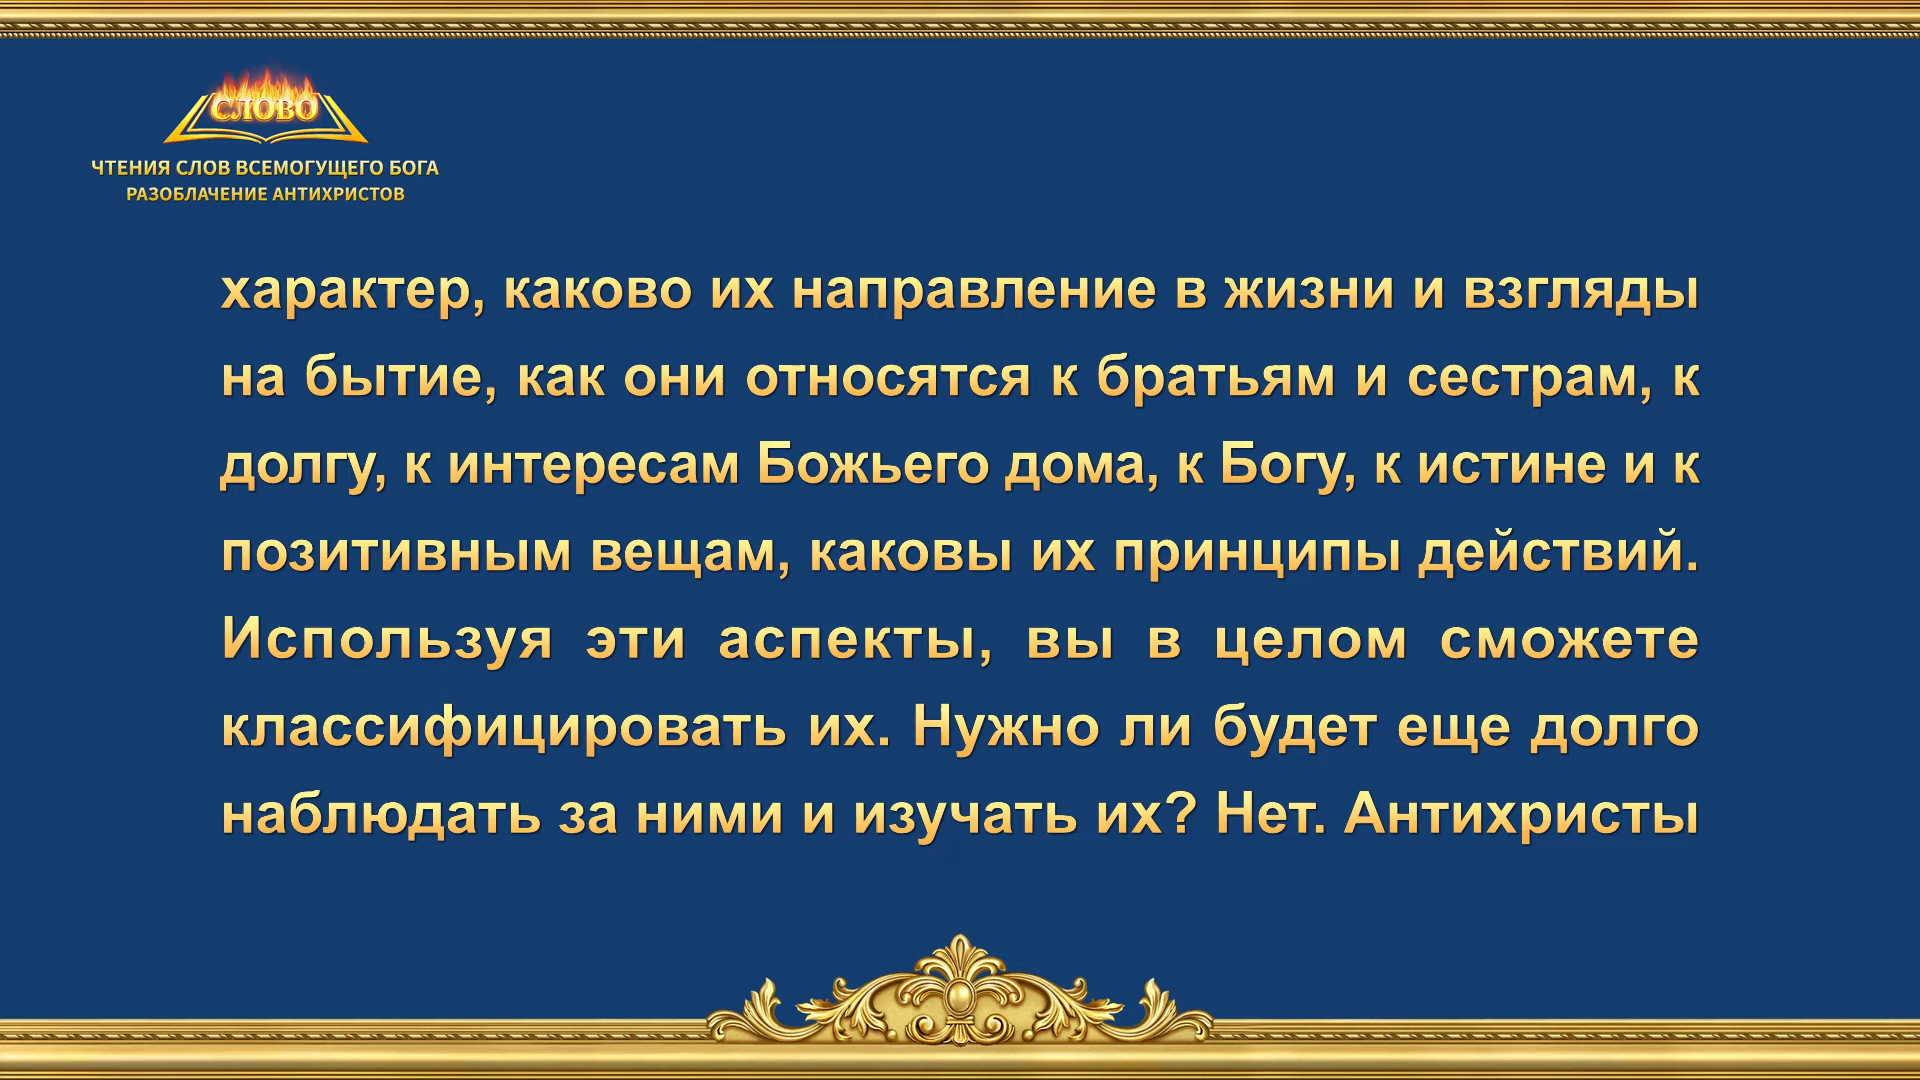 СЛОВО
ЧТЕНИЯ СЛОВ ВСЕМОГУЩЕГО БОГА
РАЗОБЛАЧЕНИЕ АНТИХРИСТОВ
характер, каково их направление в жизни и взгляды
на бытие, как они относятся к братьям и сестрам, к
долгу, к интересам Божьего дома, к Богу, к истине и к
позитивным вещам, каковы их принципы действий.
Используя эти аспекты, вы в целом сможете
классифицировать их. Нужно ли будет еще долго
наблюдать за ними и изучать их? Нет. Антихристы